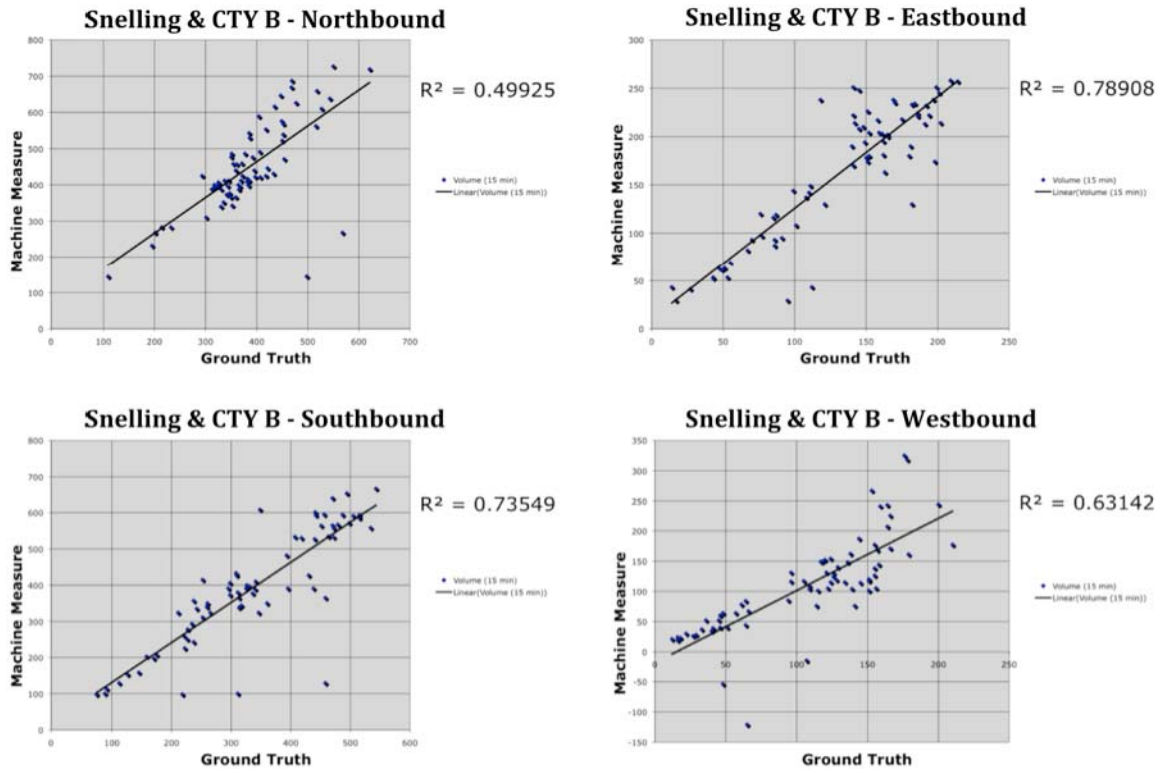 Snelling & CTY B - Northbound
800
700
600
500
400
300
200
100
0
Machine Measure
0 100 200 300 400 500 600 700
Ground Truth
R² = 0.49925
Volume (15 min)
Linear(Volume (15 min))
Snelling & CTY B - Eastbound
300
250
200
150
100
50
0
Machine Measure
0 50 100 150 200 250
Ground Truth
R² = 0.78908
Volume (15 min)
Linear(Volume (15 min))
Snelling & CTY B - Southbound
800
700
600
500
400
300
200
100
0
Machine Measure
0 100 200 300 400 500 600
Ground Truth
R² = 0.73549
Volume (15 min)
Linear(Volume (15 min))
Snelling & CTY B - Westbound
350
300
250
200
150
100
50
0
-50
-100
-150
Machine Measure
0 50 100 150 200 250
Ground Truth
R² = 0.63142
Volume (15 min)
Linear(Volume (15 min))